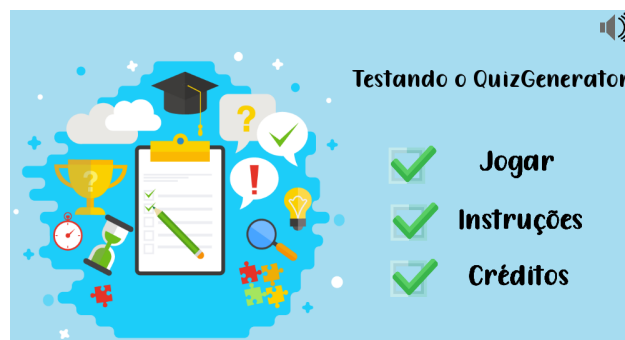 Testando o QuizGenerator
?
?
!
Jogar
Instruções
Créditos